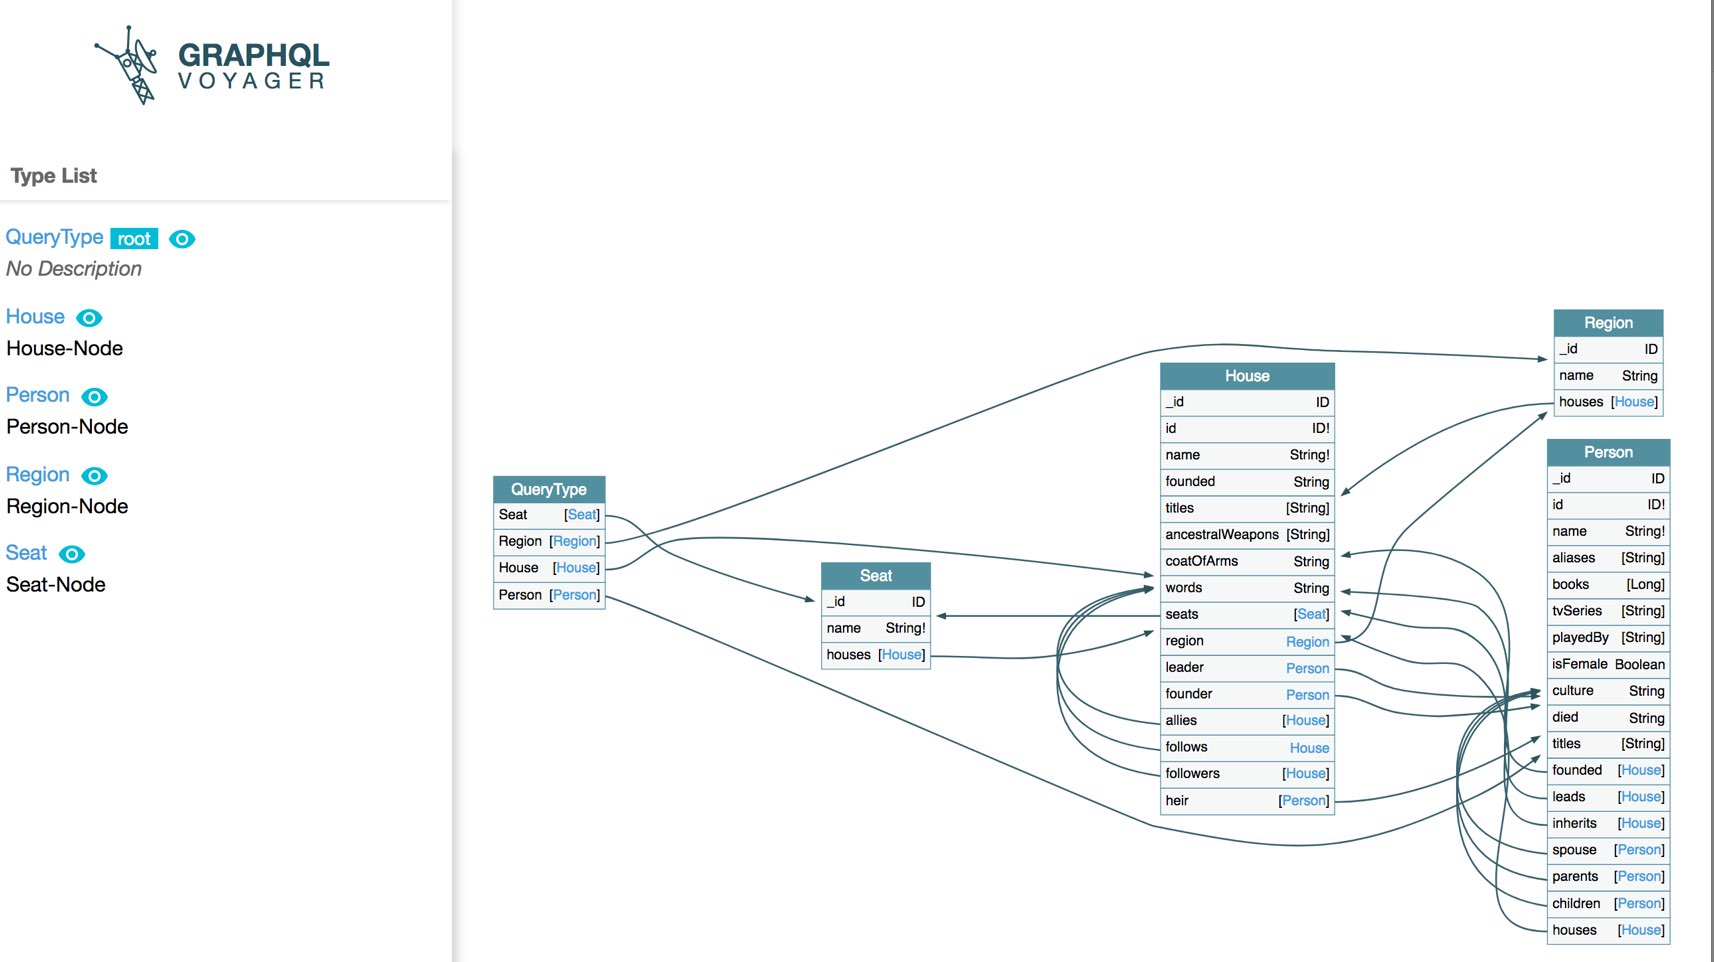 GRAPHQL
VOYAGER
Type List
QueryType root
No Description
House
House-Node
Person
Person-Node
Region
Region-Node
Seat
Seat-Node
QueryType
Seat [Seat]
Region [Region]
House [House]
Person [Person]
Seat
_id ID
name String!
houses [House]
House
_id ID
id ID!
name String!
founded String
titles [String]
ancestralWeapons [String]
coatOfArms String
words String
seats [Seat]
region Region
leader Person
founder Person
allies [House]
follows House
followers [House]
heir [Person]
Region
_id ID
name String
houses [House]
Person
_id ID
id ID!
name String!
aliases [String]
books [Long]
tvSeries [String]
playedBy [String]
isFemale Boolean
culture String
died String
titles [String]
founded [House]
leads [House]
inherits [House]
spouse [Person]
parents [Person]
children [Person]
houses [House]